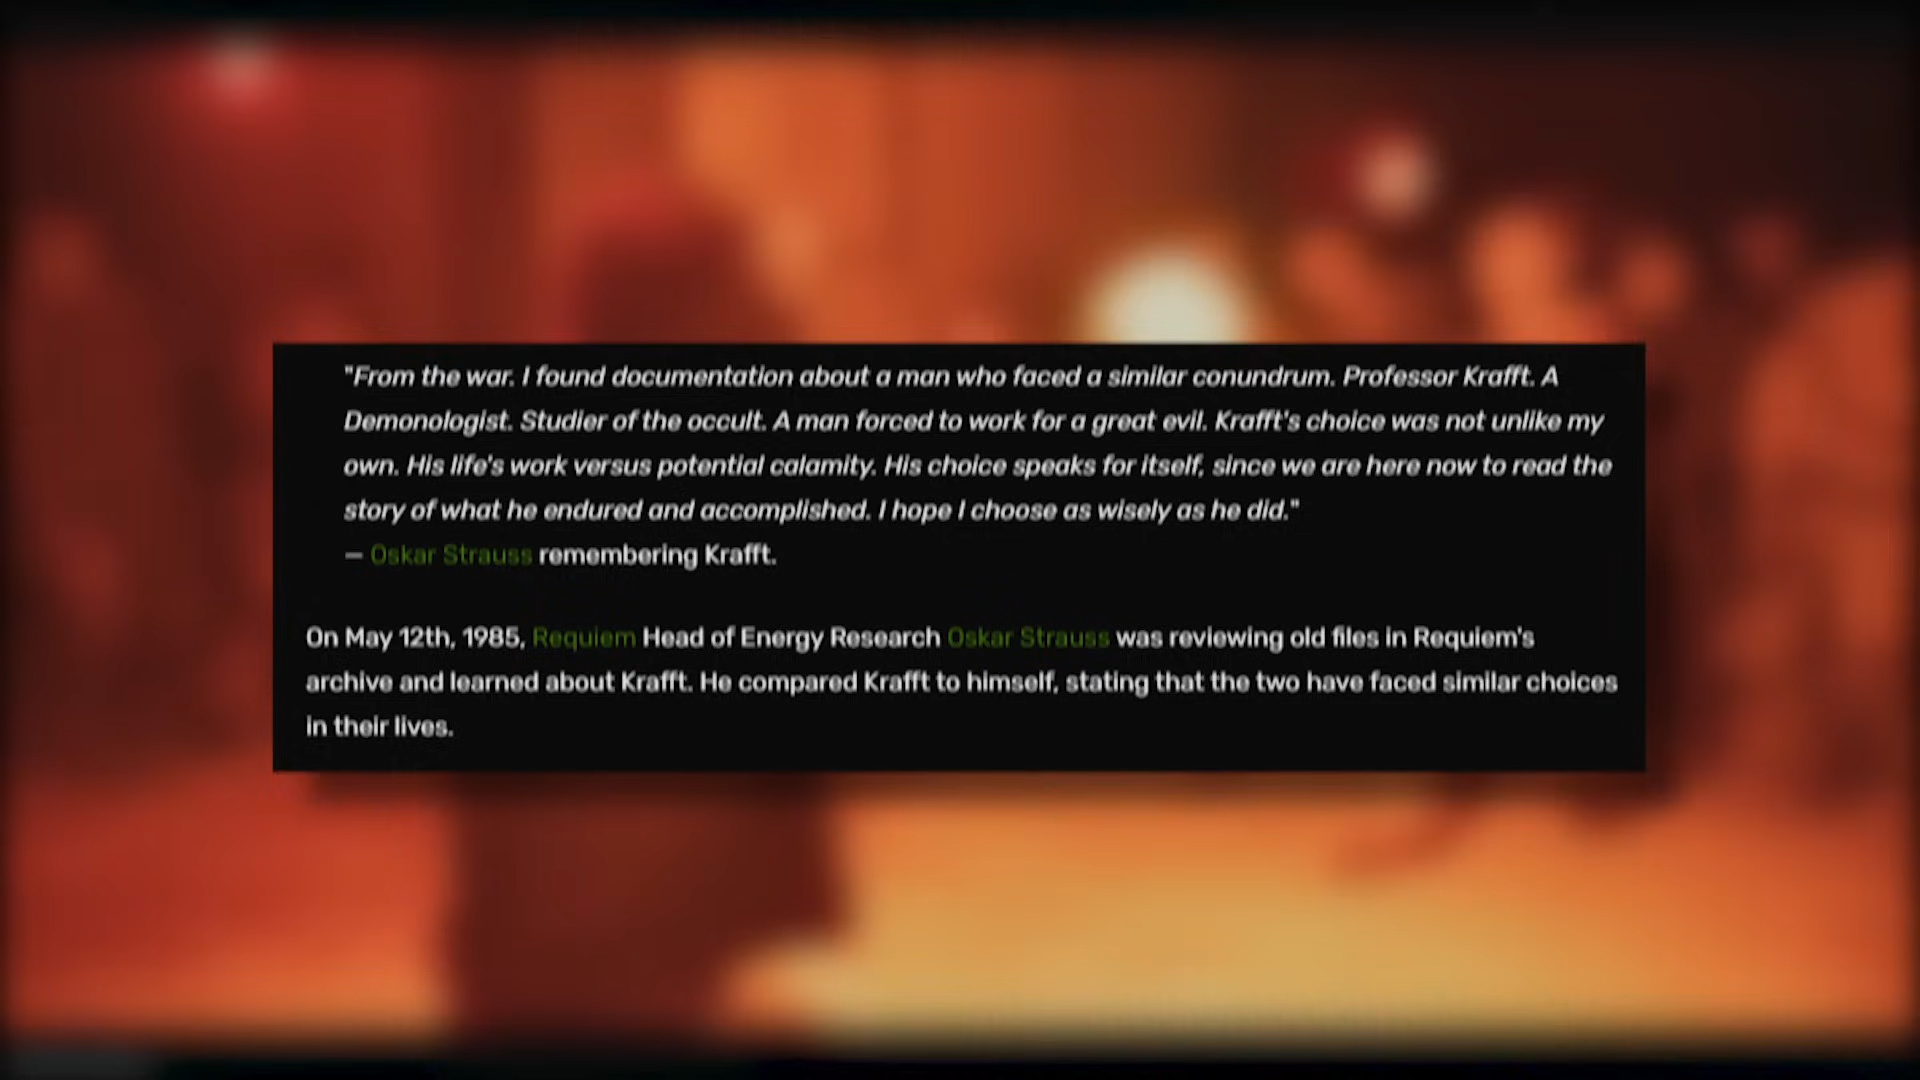 "From the war. I found documentation about a man who faced a similar conundrum. Professor Krafft. A
Demonologist. Studier of the occult. A man forced to work for a great evil. Krafft's choice was not unlike my
own. His life's work versus potential calamity. His choice speaks for itself, since we are here now to read the
story of what he endured and accomplished. I hope I choose as wisely as he did."
— Oskar Strauss remembering Krafft.
On May 12th, 1985, Requiem Head of Energy Research Oskar Strauss was reviewing old files in Requiem's
archive and learned about Krafft. He compared Krafft to himself, stating that the two have faced similar choices
in their lives.